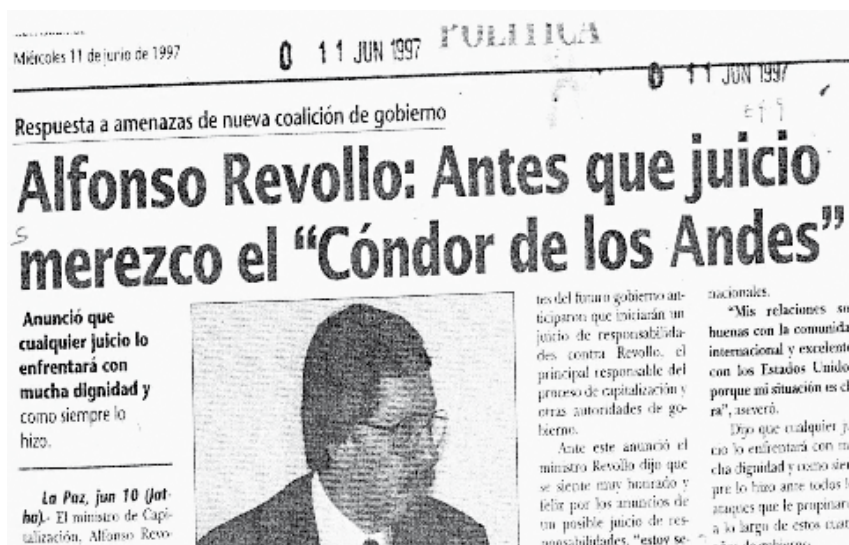 Miércoles 11 de junio de 1997
0 11 JUN 1997
POLITICA
0 11 JUN 1997
Respuesta a amenazas de nueva coalición de gobierno
Alfonso Revollo: Antes que juicio
merezco el “Cóndor de los Andes”
Anunció que
cualquier juicio lo
enfrentará con
mucha dignidad y
como siempre lo
hizo.
La Paz, jun 10 (Jat-
ha).- El ministro de Capi-
talización, Alfonso Revo-
tes del futuro gobierno an-
ticiparon que iniciarán un
juicio de responsabilida-
des contra Revollo, el
principal responsable del
proceso de capitalización y
otras autoridades de go-
bierno.
Ante este anunció el
ministro Revollo dijo que
se siente muy honrado y
feliz por los anuncios de
un posible juicio de res-
ponsabilidades, "estoy se-
nacionales.
“Mis relaciones so
buenas con la comunida
internacional y excelente
con los Estados Unido
porque mi situación es cl
ra”, aseveró.
Dijo que cualquier ju
cio lo enfrentará con mu
cha dignidad y como siem
pre lo hizo ante todos l
ataques que le propinar
a lo largo de estos cuat
años de gobierno.